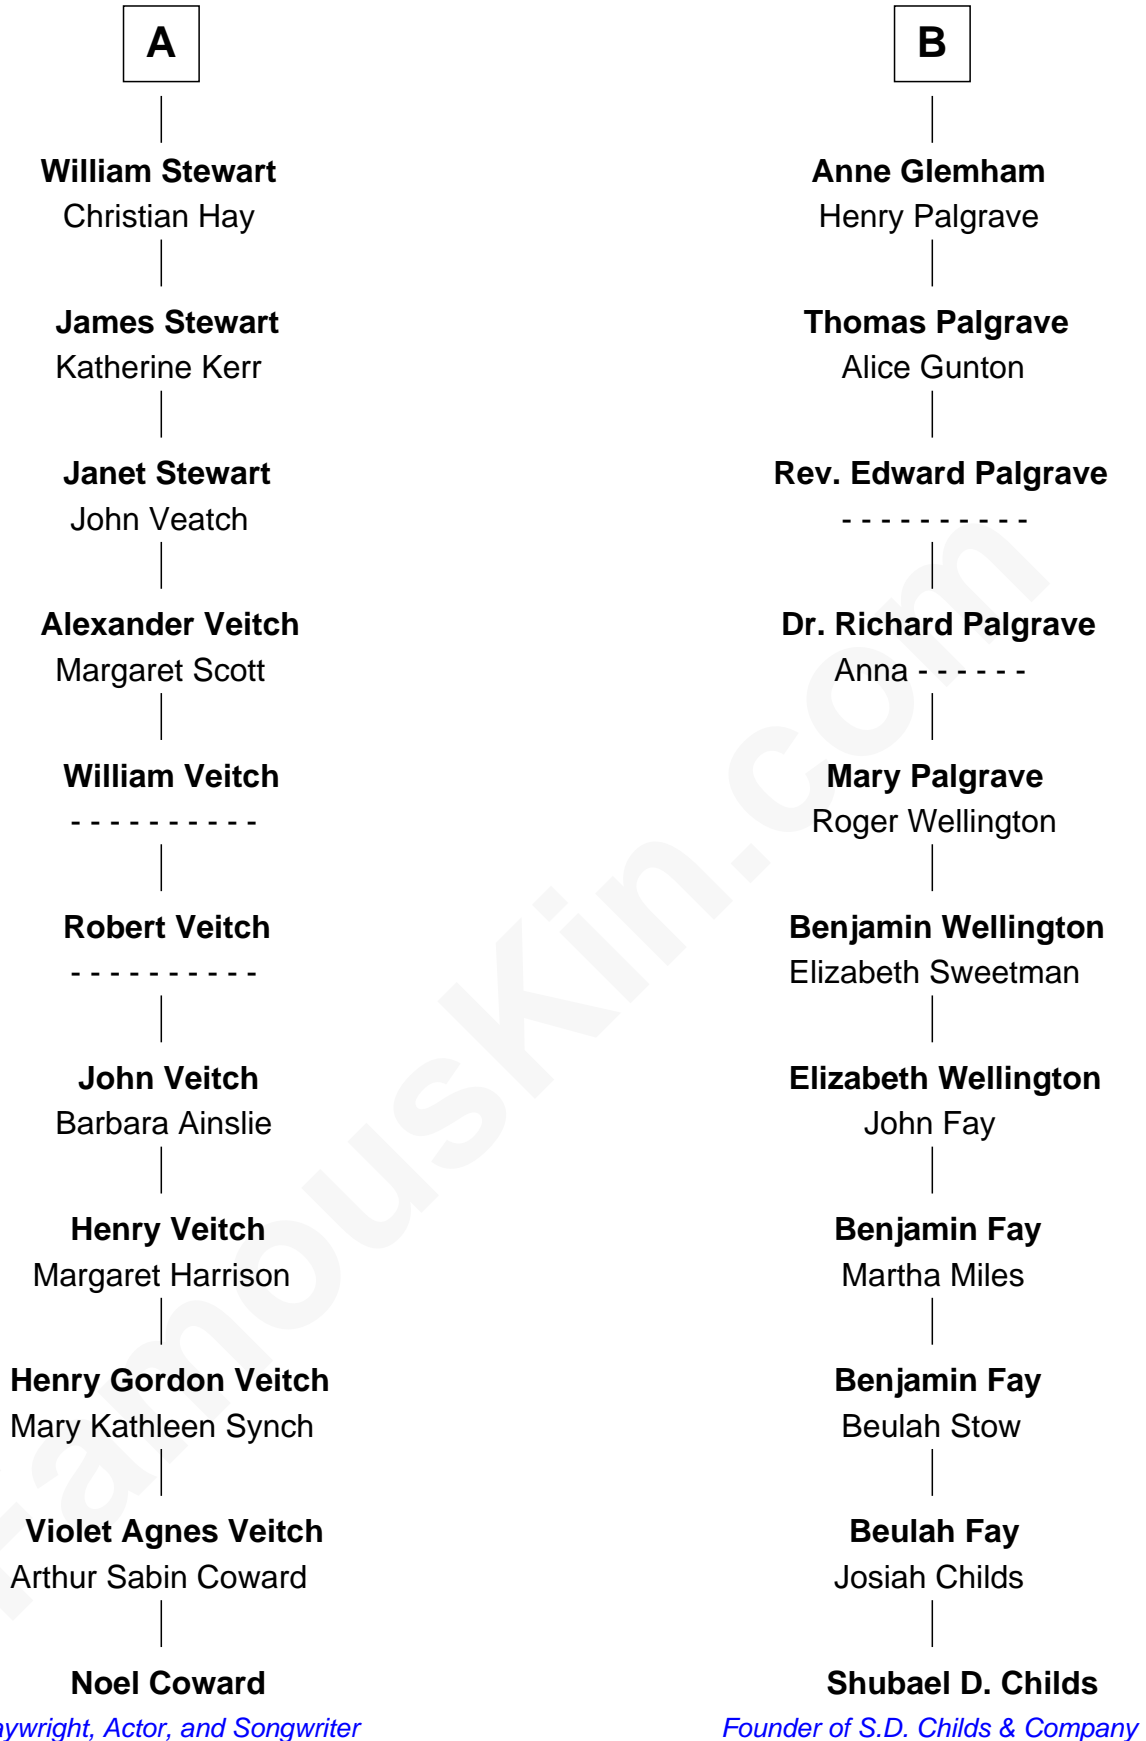 A
William Stewart
Christian Hay
James Stewart
Katherine Kerr
Janet Stewart
John Veatch
Alexander Veitch
Margaret Scott
William Veitch
- - - - - - - - - -
Robert Veitch
- - - - - - - - - -
John Veitch
Barbara Ainslie
Henry Veitch
Margaret Harrison
Henry Gordon Veitch
Mary Kathleen Synch
Violet Agnes Veitch
Arthur Sabin Coward
Noel Coward
aywright, Actor, and Songwriter
B
Anne Glemham
Henry Palgrave
Thomas Palgrave
Alice Gunton
Rev. Edward Palgrave
- - - - - - - - - -
Dr. Richard Palgrave
Anna - - - - - -
Mary Palgrave
Roger Wellington
Benjamin Wellington
Elizabeth Sweetman
Elizabeth Wellington
John Fay
Benjamin Fay
Martha Miles
Benjamin Fay
Beulah Stow
Beulah Fay
Josiah Childs
Shubael D. Childs
Founder of S.D. Childs & Company
FamousKin.com